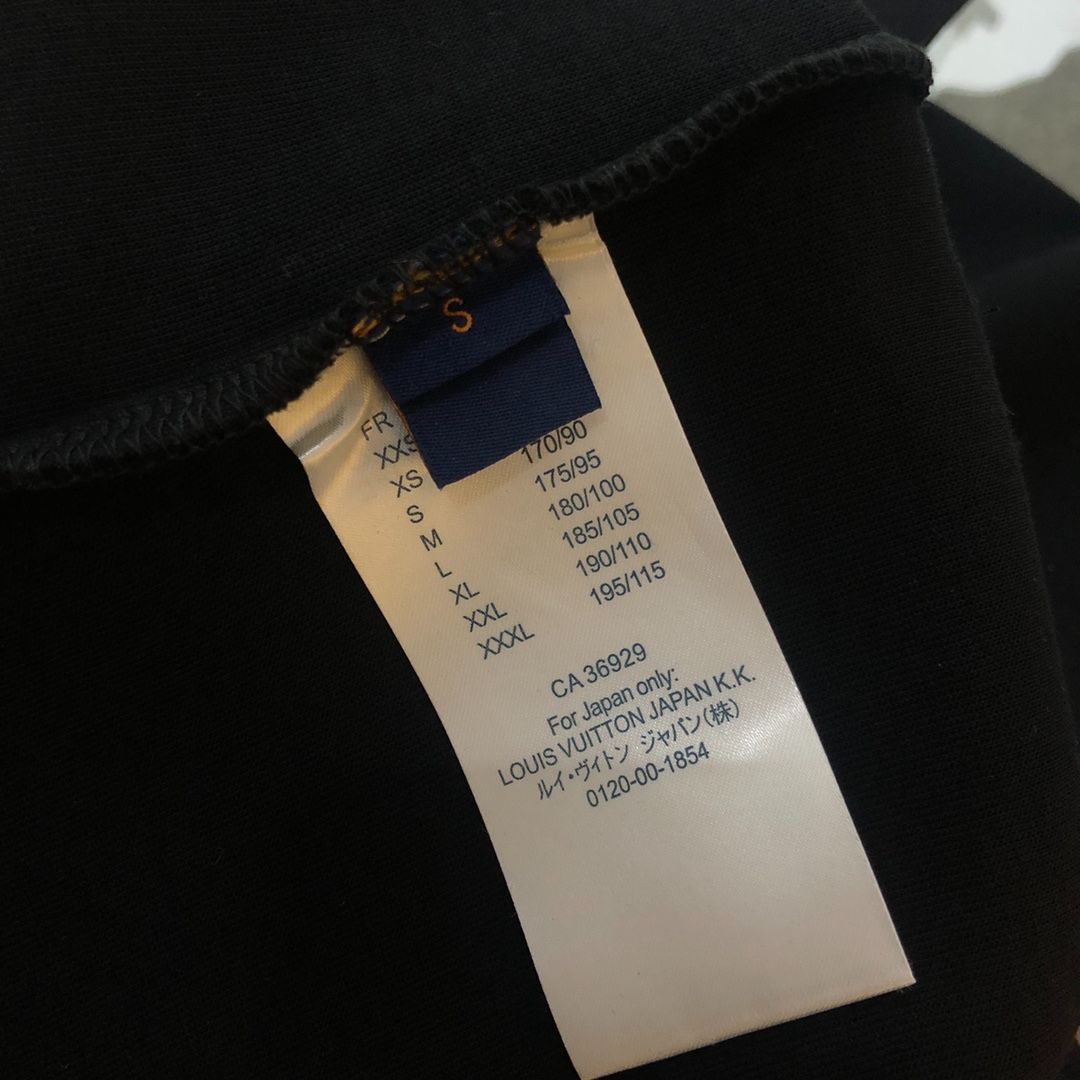 S
FR
XXS
XS
S 170/90
M 175/95
L 180/100
XL 185/105
XXL 190/110
XXXL 195/115
CA 36929
For Japan only:
LOUIS VUITTON JAPAN K.K.
ルイ・ヴィトン ジャパン(株)
0120-00-1854